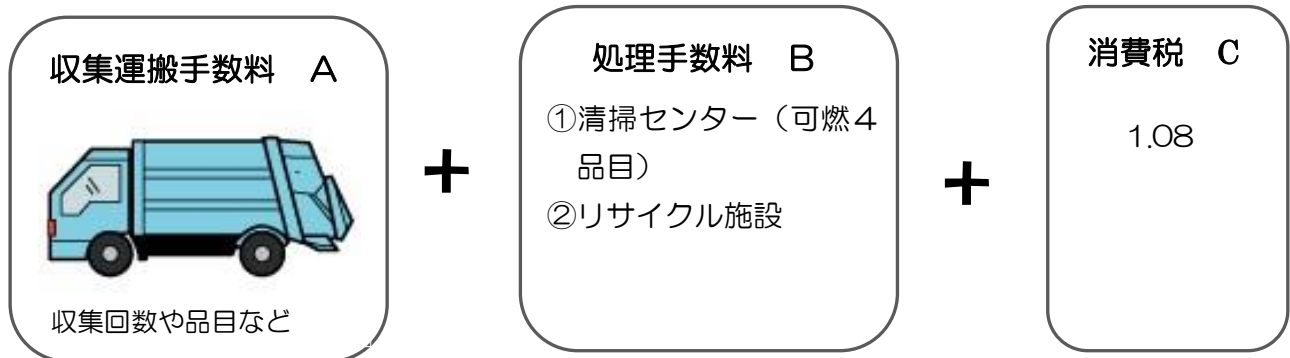 収集運搬手数料　A
収集回数や品目など
+
処理手数料　B
①清掃センター（可燃４
品目）
②リサイクル施設
+
消費税　C
1.08